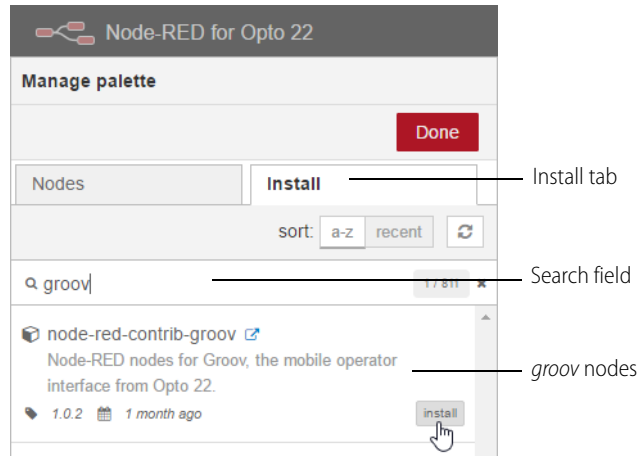 Node-RED for Opto 22
Manage palette
Done
Nodes
Install
Install tab
sort: a-z recent
groov
1 / 811
Search field
node-red-contrib-groov
Node-RED nodes for Groov, the mobile operator
interface from Opto 22.
groov nodes
1.0.2 1 month ago
install